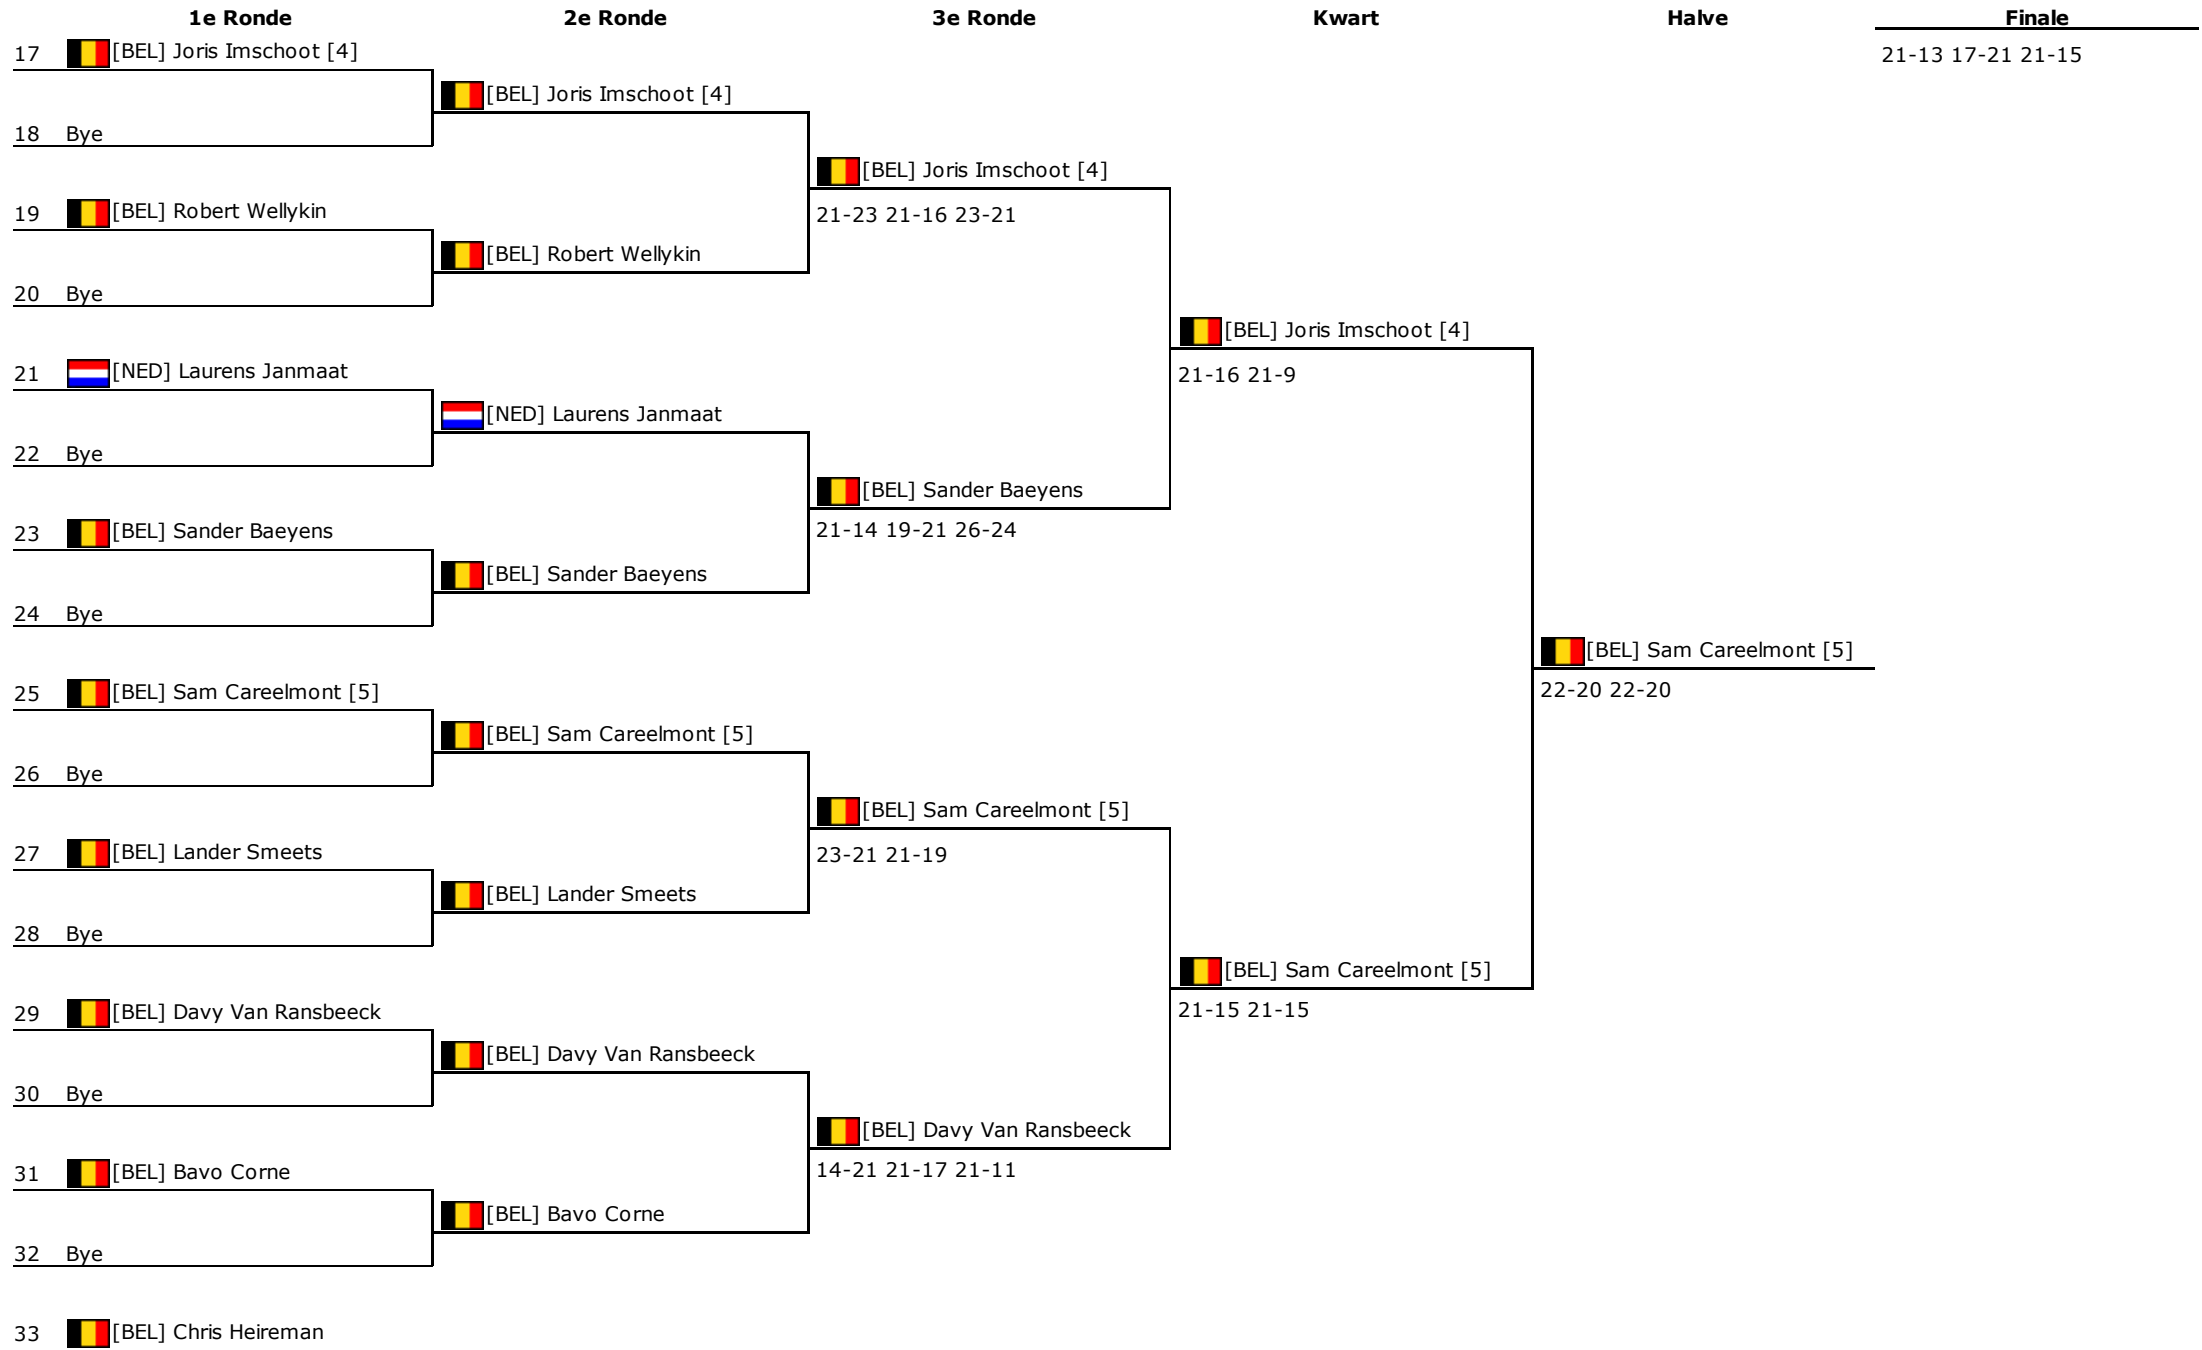 1e Ronde 2e Ronde 3e Ronde Kwart Halve Finale
17 [BEL] Joris Imschoot [4]
21-13 17-21 21-15
[BEL] Joris Imschoot [4]
18 Bye
[BEL] Joris Imschoot [4]
19 [BEL] Robert Wellykin
21-23 21-16 23-21
[BEL] Robert Wellykin
20 Bye
[BEL] Joris Imschoot [4]
21 [NED] Laurens Janmaat
21-16 21-9
[NED] Laurens Janmaat
22 Bye
[BEL] Sander Baeyens
23 [BEL] Sander Baeyens
21-14 19-21 26-24
[BEL] Sander Baeyens
24 Bye
[BEL] Sam Careelmont [5]
25 [BEL] Sam Careelmont [5]
22-20 22-20
[BEL] Sam Careelmont [5]
26 Bye
[BEL] Sam Careelmont [5]
27 [BEL] Lander Smeets
23-21 21-19
[BEL] Lander Smeets
28 Bye
[BEL] Sam Careelmont [5]
29 [BEL] Davy Van Ransbeeck
21-15 21-15
[BEL] Davy Van Ransbeeck
30 Bye
[BEL] Davy Van Ransbeeck
31 [BEL] Bavo Corne
14-21 21-17 21-11
[BEL] Bavo Corne
32 Bye
33 [BEL] Chris Heireman